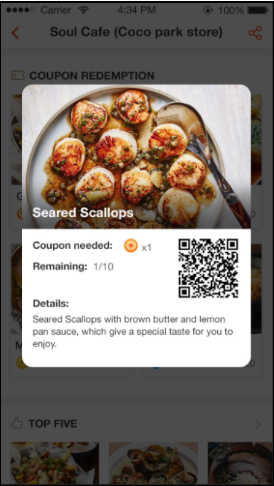 Carrier 4:34 PM 100%
Soul Cafe (Coco park store)
COUPON REDEMPTION
Seared Scallops
Coupon needed: x1
Remaining: 1/10
Details:
Seared Scallops with brown butter and lemon
pan sauce, which give a special taste for you to
enjoy.
TOP FIVE